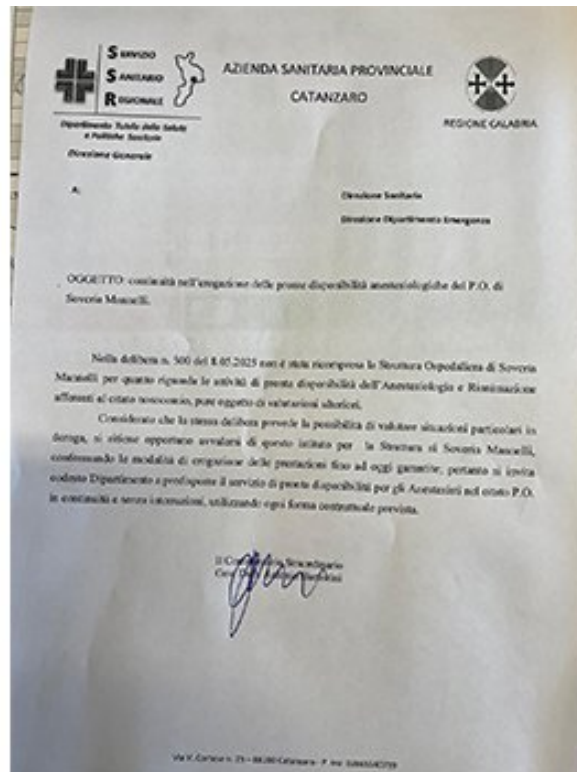 SERVIZIO
SANITARIO
REGIONALE
AZIENDA SANITARIA PROVINCIALE
CATANZARO
REGIONE CALABRIA
Dipartimento Tutela della Salute
e Politiche Sanitarie
Direzione Generale
A:
Direzione Sanitaria
Direzione Dipartimento Emergenza
OGGETTO: continuità nell'erogazione delle pronte disponibilità anestesiologiche del P.O. di
Soveria Mannelli.
Nella delibera n. 500 del 8.05.2025 non è stata ricompresa la Struttura Ospedaliera di Soveria
Mannelli per quanto riguarda le attività di pronta disponibilità dell'Anestesiologia e Rianimazione
afferenti al citato nosocomio, pure oggetto di valutazioni ulteriori.
Considerato che la stessa delibera prevede la possibilità di valutare situazioni particolari in
deroga, si ritiene opportuno avvalersi di questo istituto per la Struttura si Soveria Mannelli,
confermando le modalità di erogazione delle prestazioni fino ad oggi garantite, pertanto si invita
codesto Dipartimento a predisporre il servizio di pronta disponibilità per gli Anestesisti nel citato P.O.
in continuità e senza interruzioni, utilizzando ogni forma contrattuale prevista.
Il Commissario Straordinario
Via V. Cortese n. 25 – 88100 Catanzaro - P. Iva